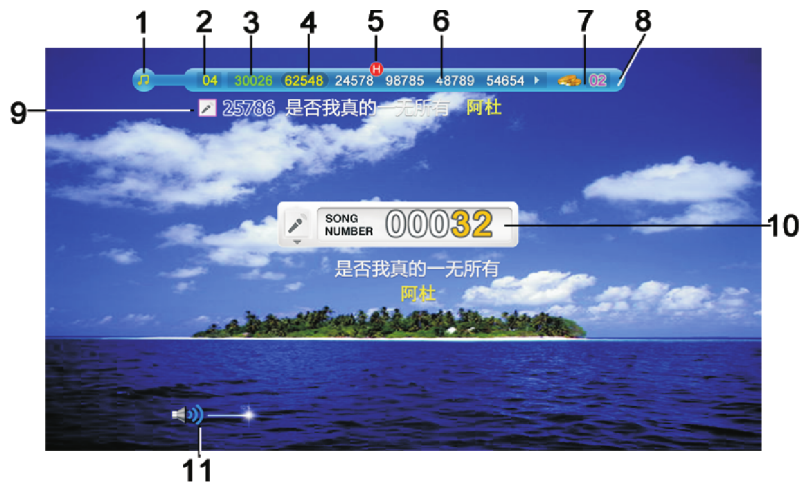 1 2 3 4 5 6 7 8
04 30026 62548 24578 H 98785 48789 54654 02
9 25786 是否我真的一无所有 阿杜
SONG
NUMBER 00032 10
是否我真的一无所有
阿杜
11